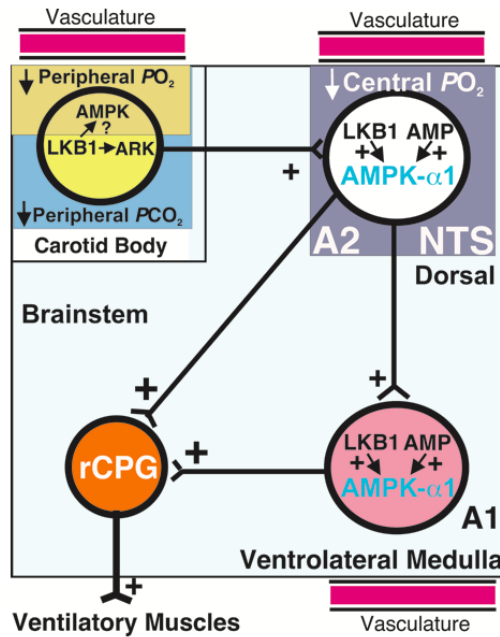 Vasculature
Vasculature
↓ Peripheral PO2
AMPK
?
LKB1→ARK
↓ Peripheral PCO2
Carotid Body
+
↓ Central PO2
LKB1 AMP
+ +
AMPK-α1
A2 NTS
Dorsal
Brainstem
+
+
rCPG
+
LKB1 AMP
+ +
AMPK-α1
A1
Ventrolateral Medulla
+
Ventilatory Muscles
Vasculature